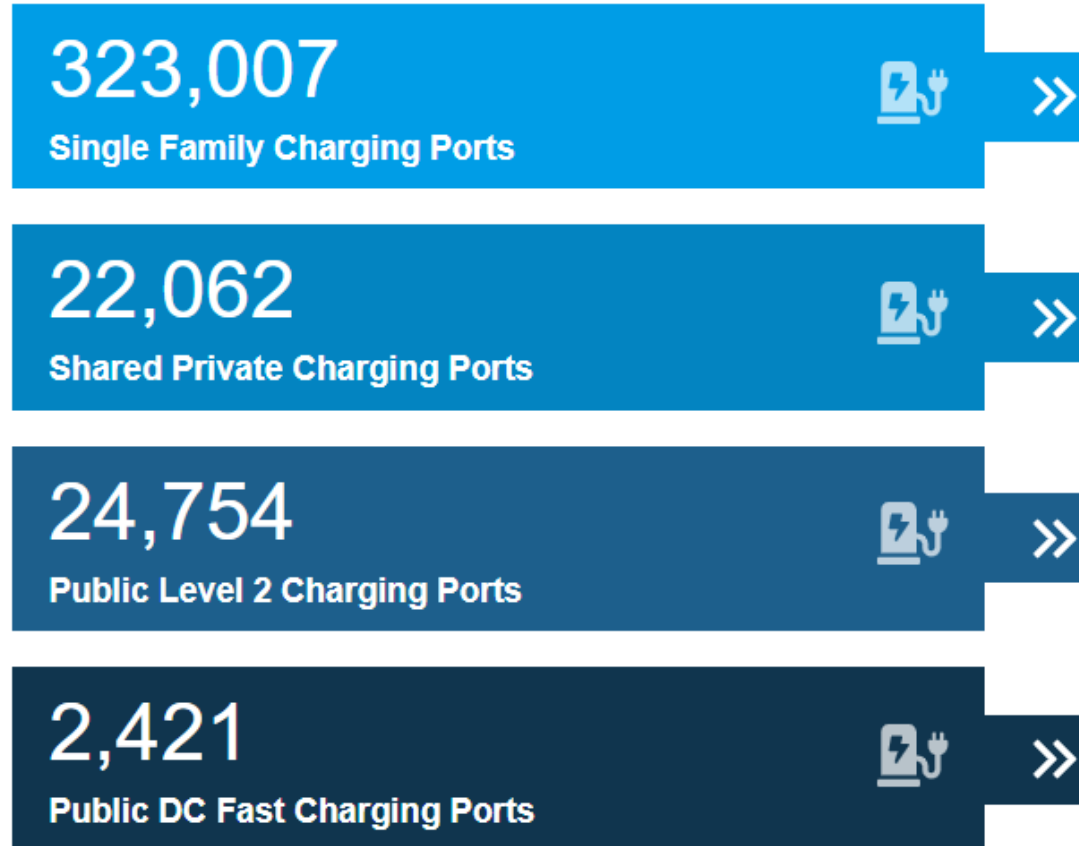 323,007
Single Family Charging Ports
22,062
Shared Private Charging Ports
24,754
Public Level 2 Charging Ports
2,421
Public DC Fast Charging Ports